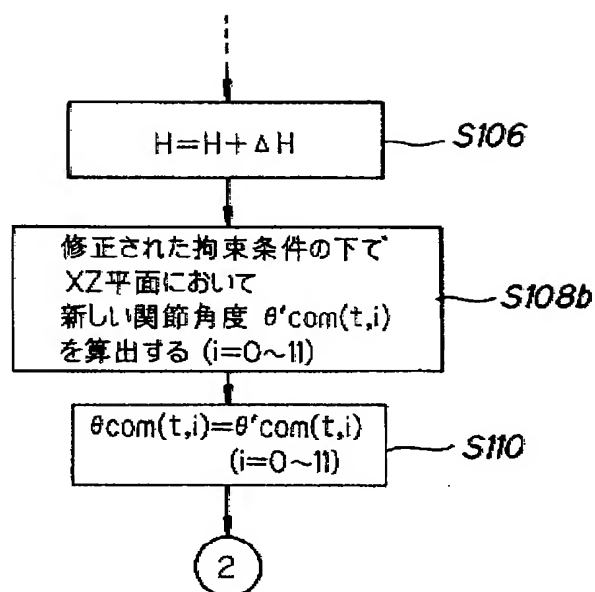 H=H+ΔH
S106
修正された拘束条件の下で
XZ平面において
新しい関節角度 θ'com(t,i)
を算出する (i=0~11)
S108b
θcom(t,i)=θ'com(t,i)
(i=0~11)
S110
2